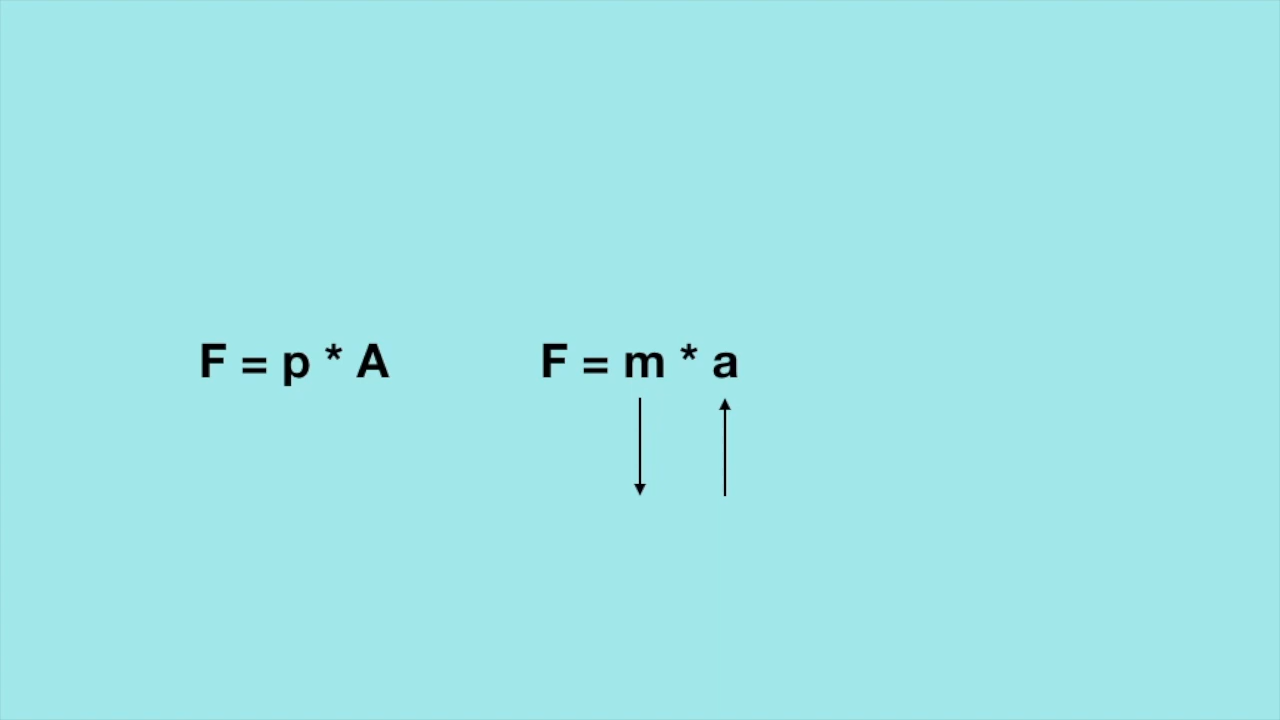 F = p * A
F = m * a